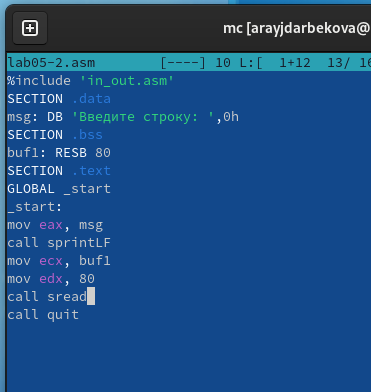 mc [arayjdarbekova@
lab05-2.asm [----] 10 L:[ 1+12 13/ 16
%include 'in_out.asm'
SECTION .data
msg: DB 'Введите строку: ',0h
SECTION .bss
buf1: RESB 80
SECTION .text
GLOBAL _start
_start:
mov eax, msg
call sprintLF
mov ecx, buf1
mov edx, 80
call sread
call quit